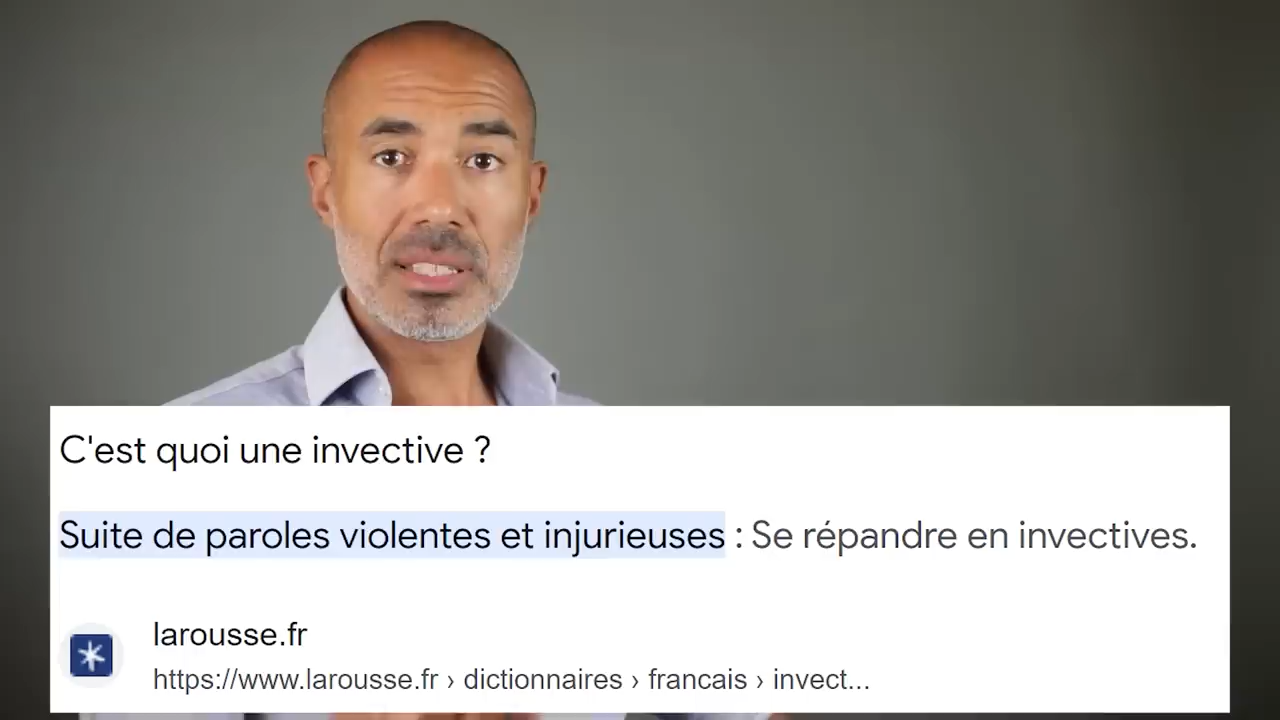 C'est quoi une invective ?
Suite de paroles violentes et injurieuses : Se répandre en invectives.
larousse.fr
https://www.larousse.fr › dictionnaires › francais › invect...